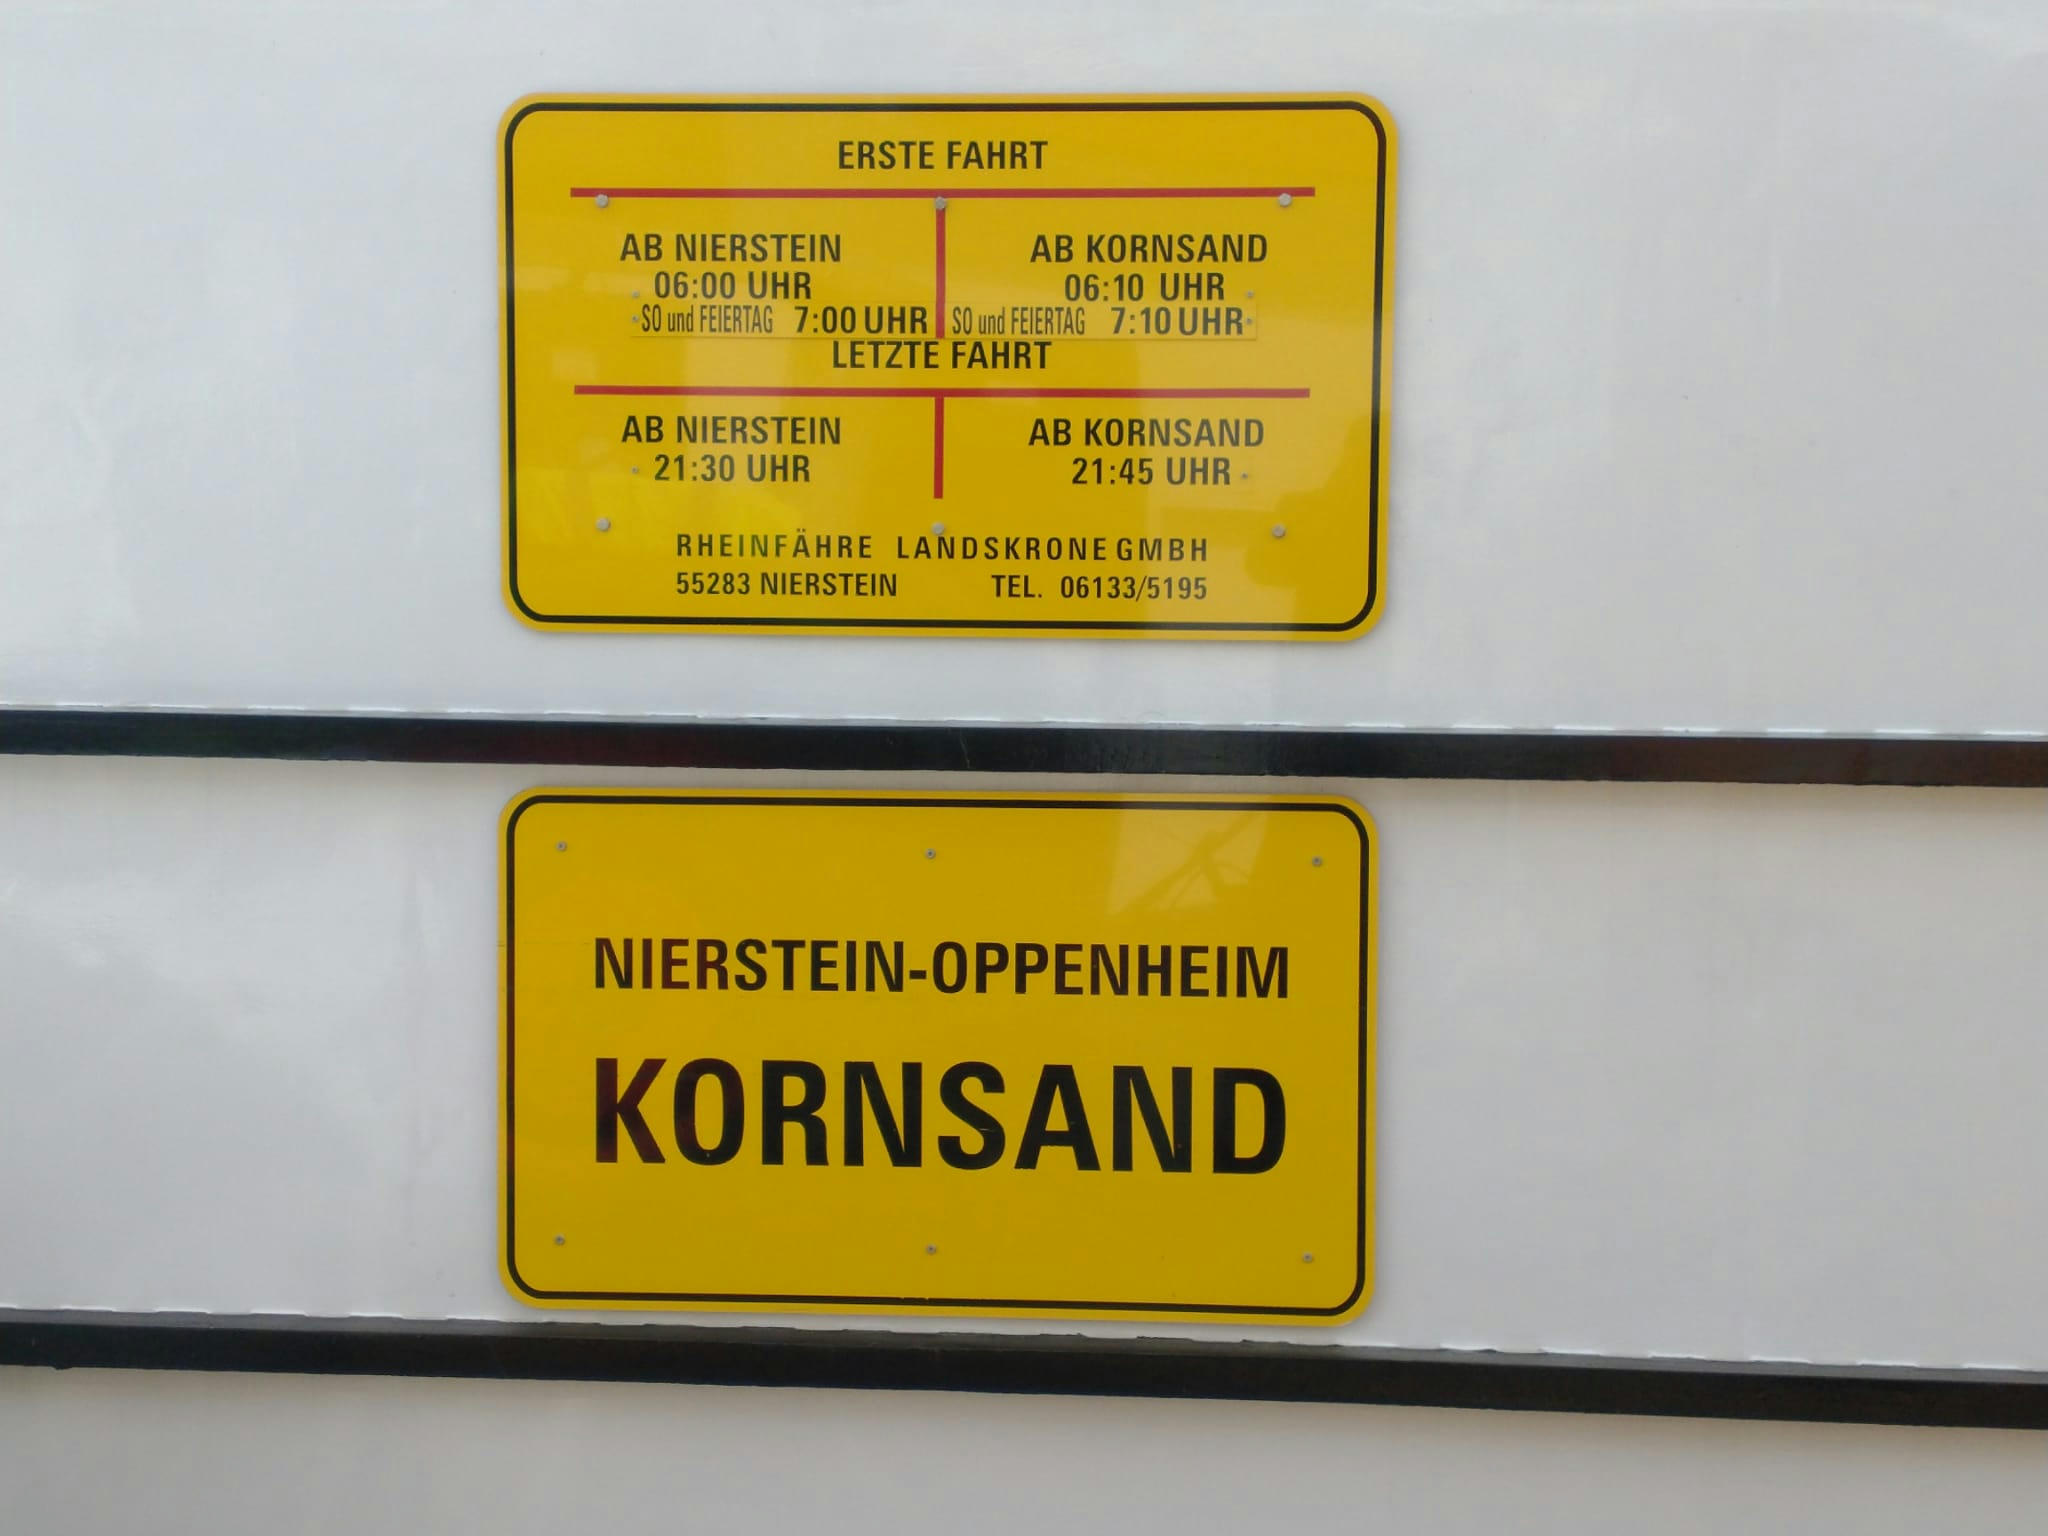 ERSTE FAHRT
AB NIERSTEIN
06:00 UHR
SO und FEIERTAG 7:00 UHR
AB KORNSAND
06:10 UHR
SO und FEIERTAG 7:10 UHR
LETZTE FAHRT
AB NIERSTEIN
21:30 UHR
AB KORNSAND
21:45 UHR
RHEINFÄHRE LANDSKRONE GMBH
55283 NIERSTEIN TEL. 06133/5195
NIERSTEIN-OPPENHEIM
KORNSAND